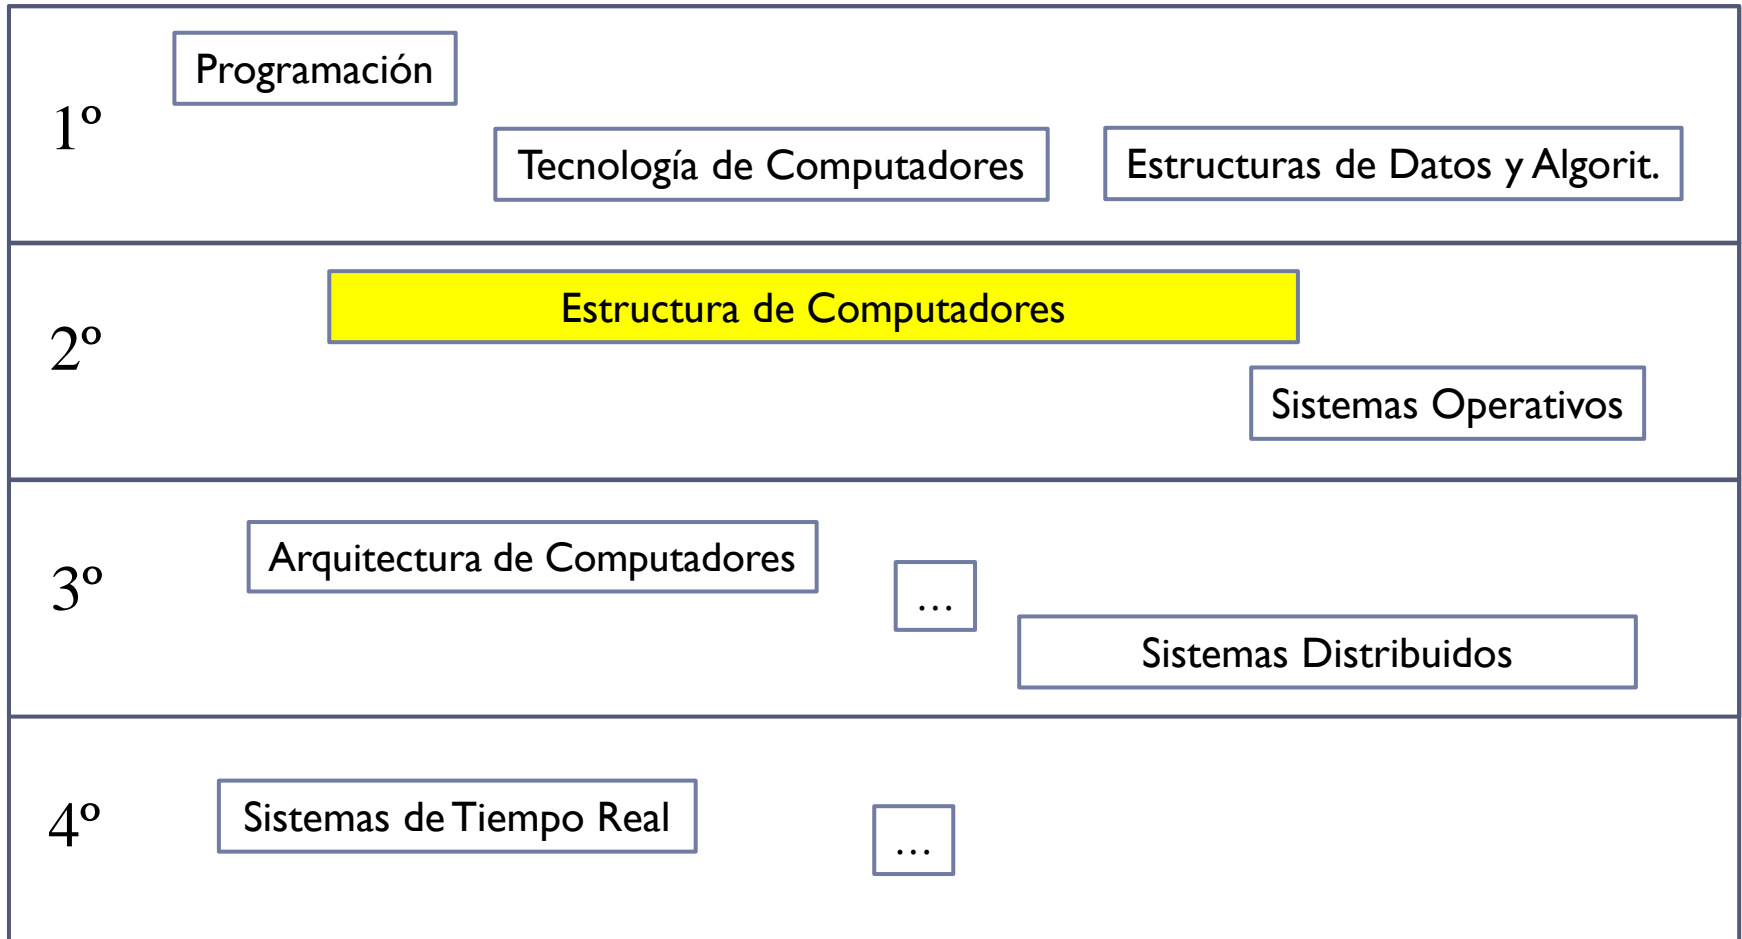 1º
Programación
Tecnología de Computadores
Estructuras de Datos y Algorit.
2º
Estructura de Computadores
Sistemas Operativos
3º
Arquitectura de Computadores
...
Sistemas Distribuidos
4º
Sistemas de Tiempo Real
...